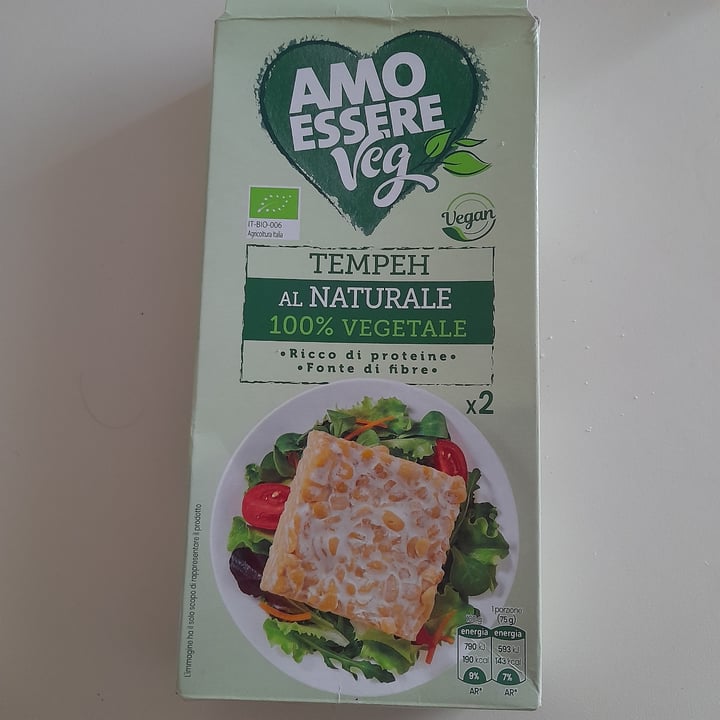 AMO
ESSERE
Veg
IT-BIO-006
Agricoltura Italia
Vegan
TEMPEH
AL NATURALE
100% VEGETALE
•Ricco di proteine•
•Fonte di fibre•
x2
L'immagine ha il solo scopo di rappresentare il prodotto
1 porzione
(75 g)
energia
energia
790 kJ
593 kJ
190 kcal
143 kcal
9%
7%
AR*
AR*